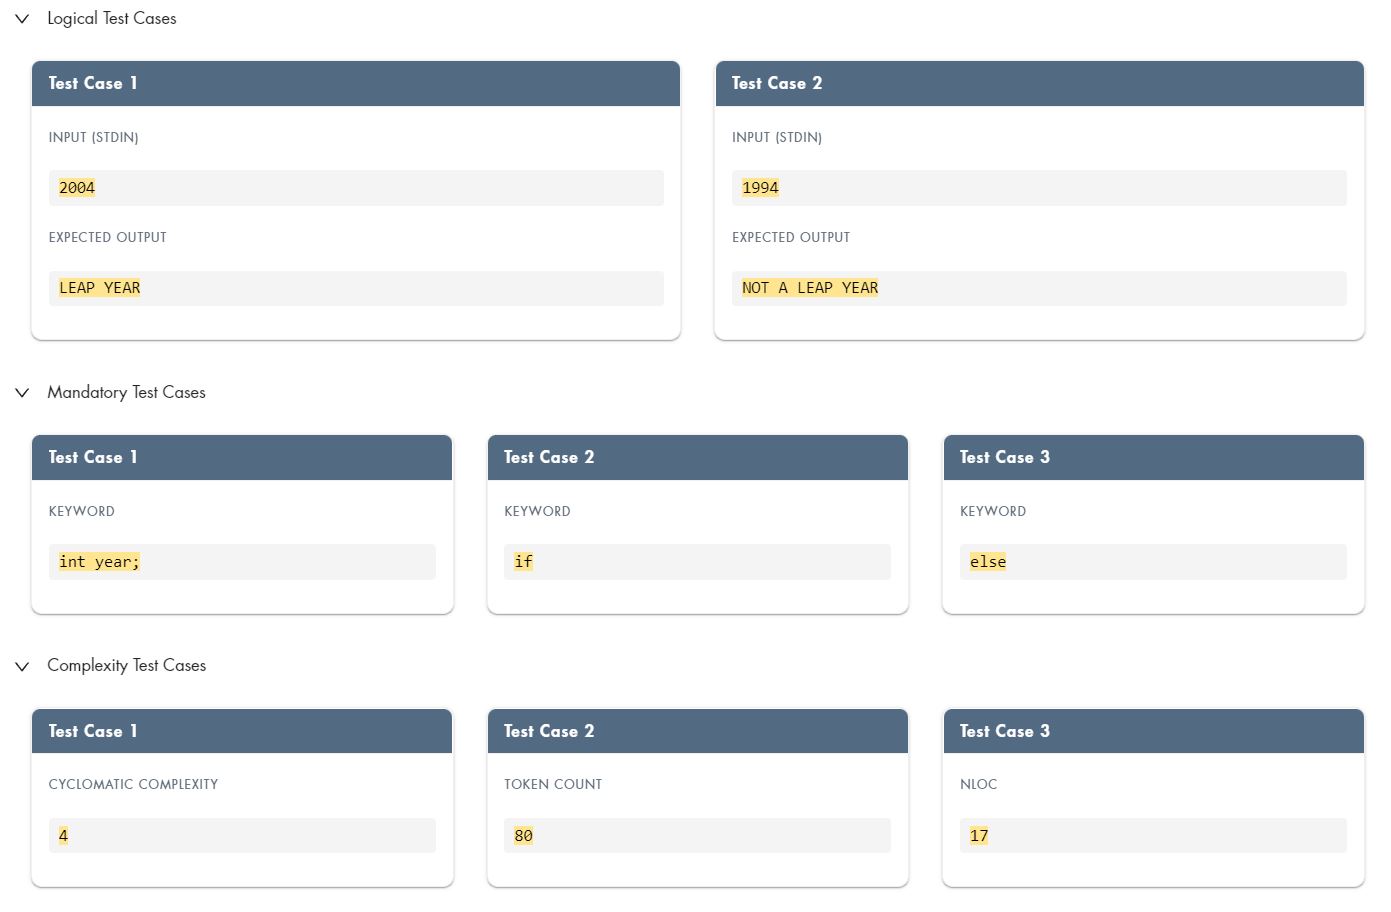 Logical Test Cases
Test Case 1
INPUT (STDIN)
2004
EXPECTED OUTPUT
LEAP YEAR
Test Case 2
INPUT (STDIN)
1994
EXPECTED OUTPUT
NOT A LEAP YEAR
Mandatory Test Cases
Test Case 1
KEYWORD
int year;
Test Case 2
KEYWORD
if
Test Case 3
KEYWORD
else
Complexity Test Cases
Test Case 1
CYCLOMATIC COMPLEXITY
4
Test Case 2
TOKEN COUNT
80
Test Case 3
NLOC
17